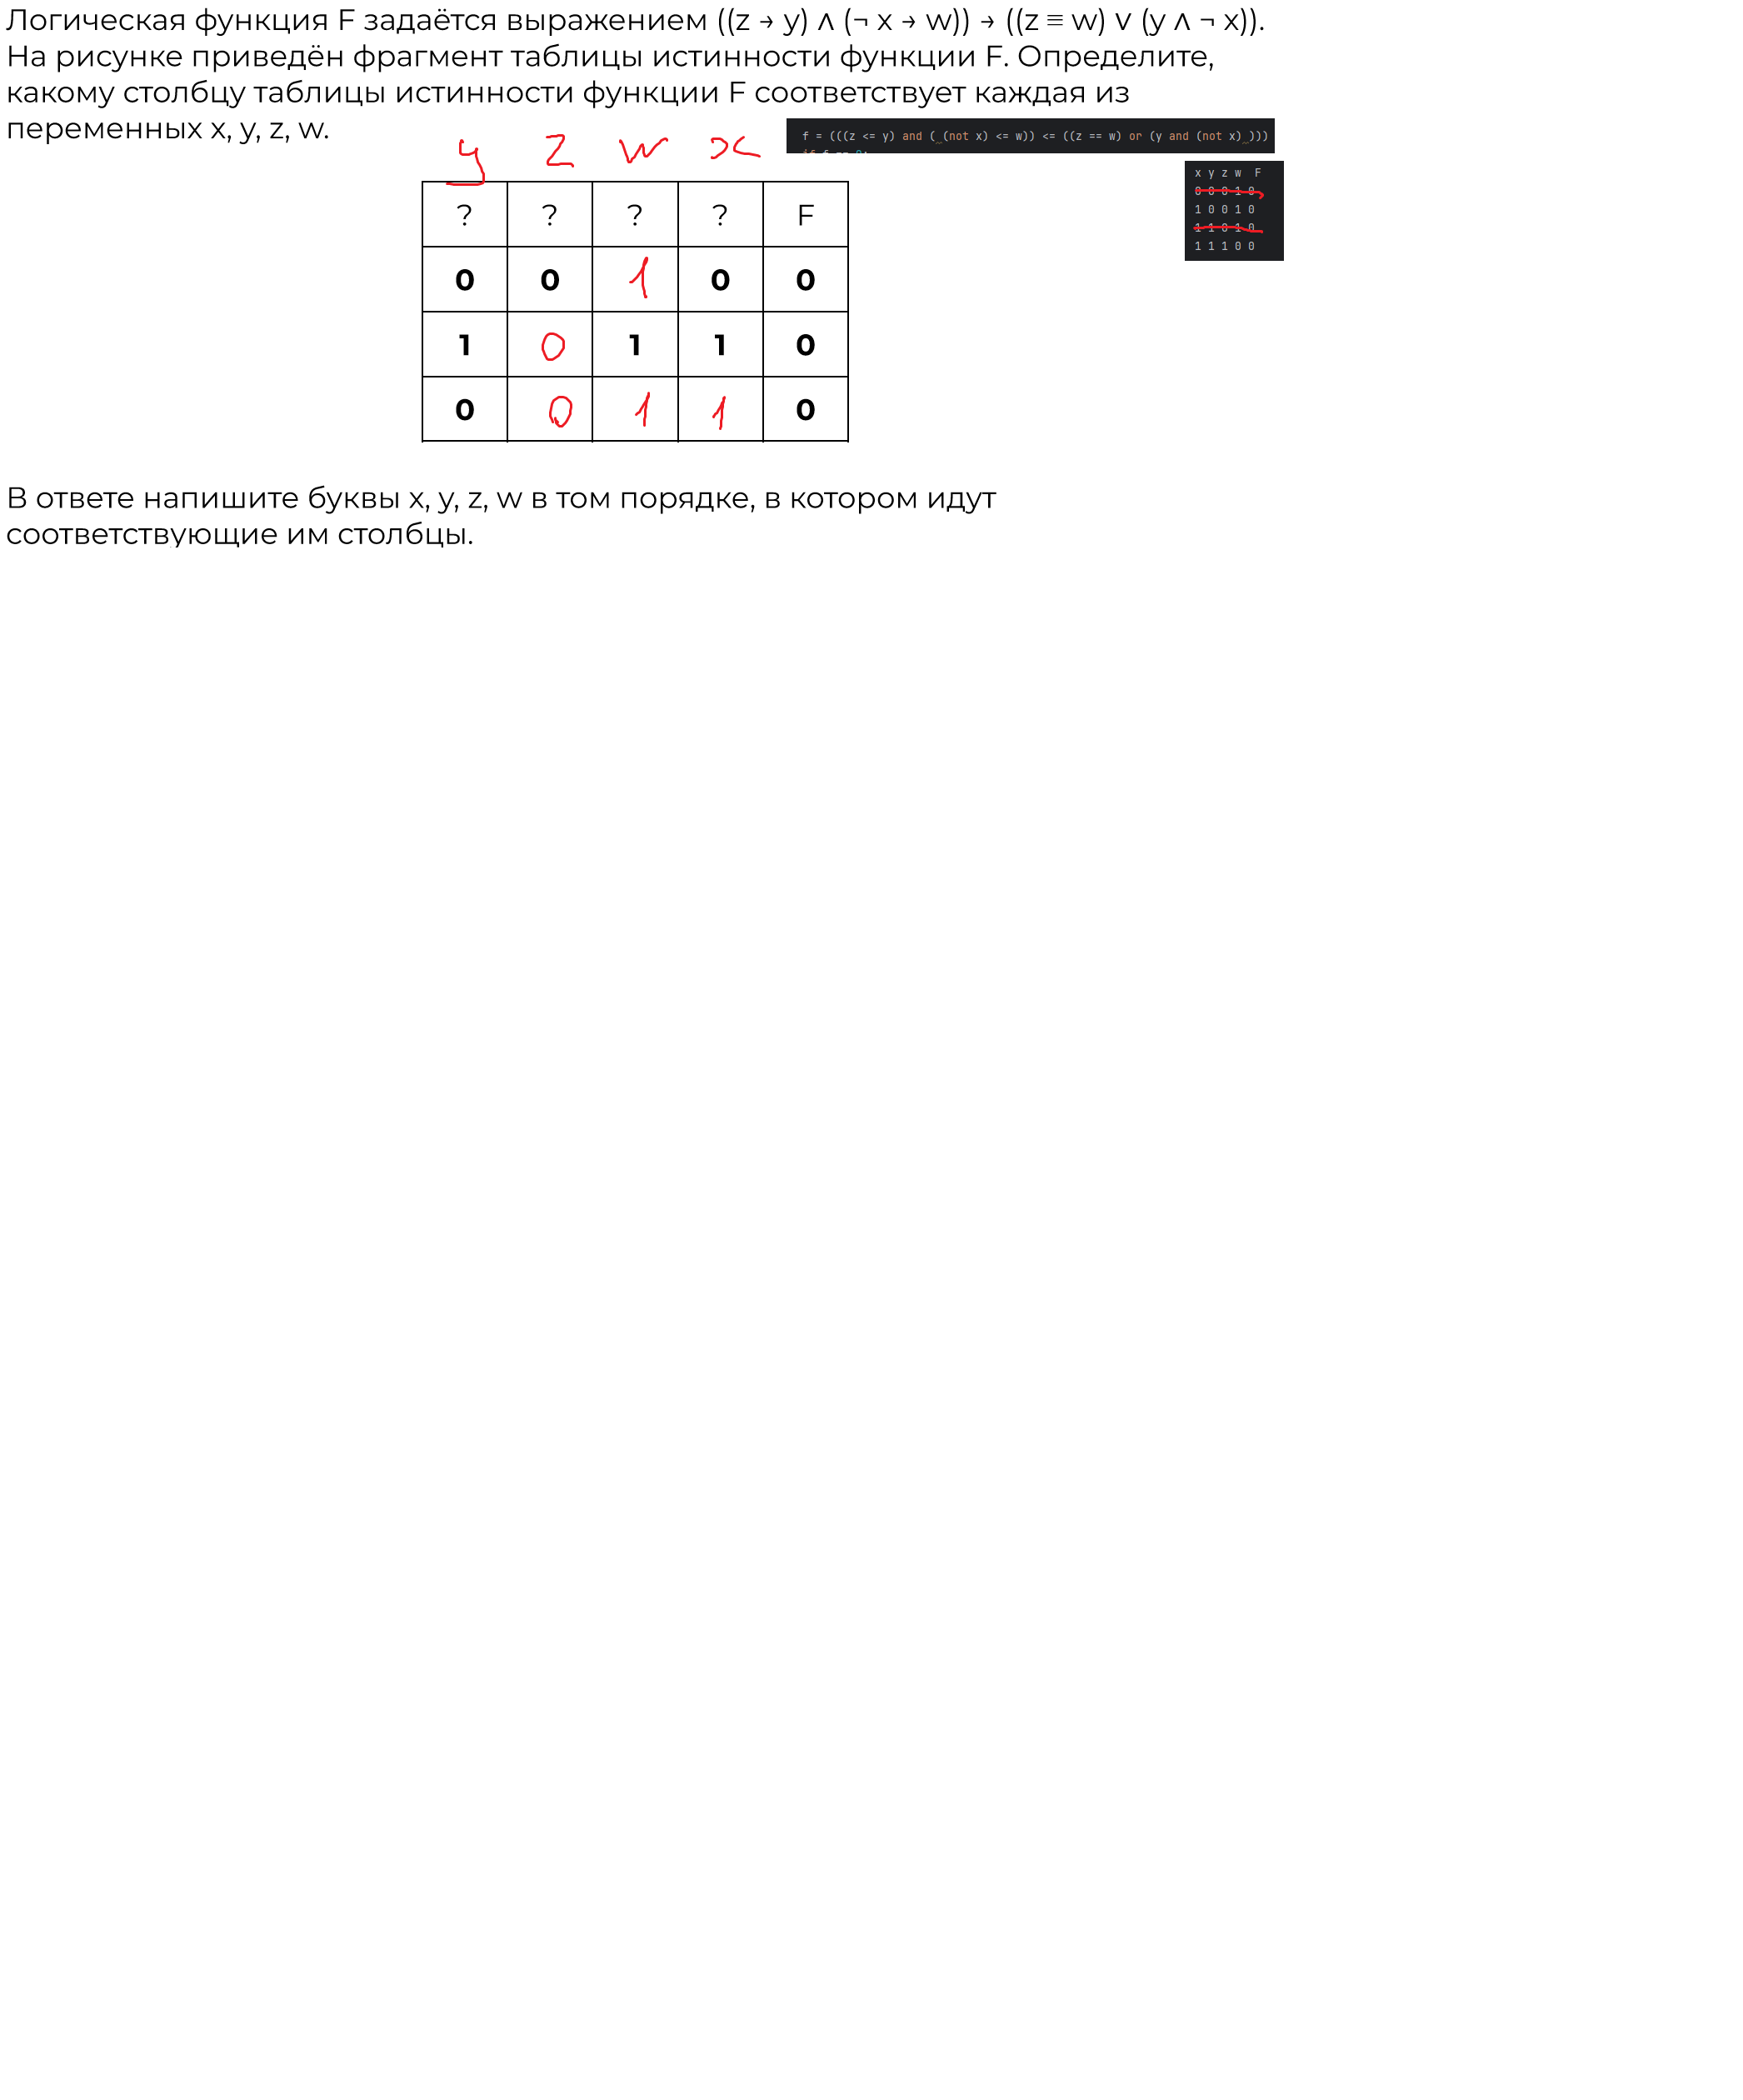 Логическая функция F задаётся выражением ((z → y) ∧ (¬ x → w)) → ((z ≡ w) ∨ (y ∧ ¬ x)).
На рисунке приведён фрагмент таблицы истинности функции F. Определите,
какому столбцу таблицы истинности функции F соответствует каждая из
переменных x, y, z, w.
f = (((z <= y) and (_(not x) <= w)) <= ((z == w) or (y and (not x)_)))
x y z w F
0 0 0 1 0
1 0 0 1 0
1 1 0 1 0
1 1 1 0 0
y z w x
? ? ? ? F
0 0 1 0 0
1 0 1 1 0
0 0 1 1 0
В ответе напишите буквы x, y, z, w в том порядке, в котором идут
соответствующие им столбцы.